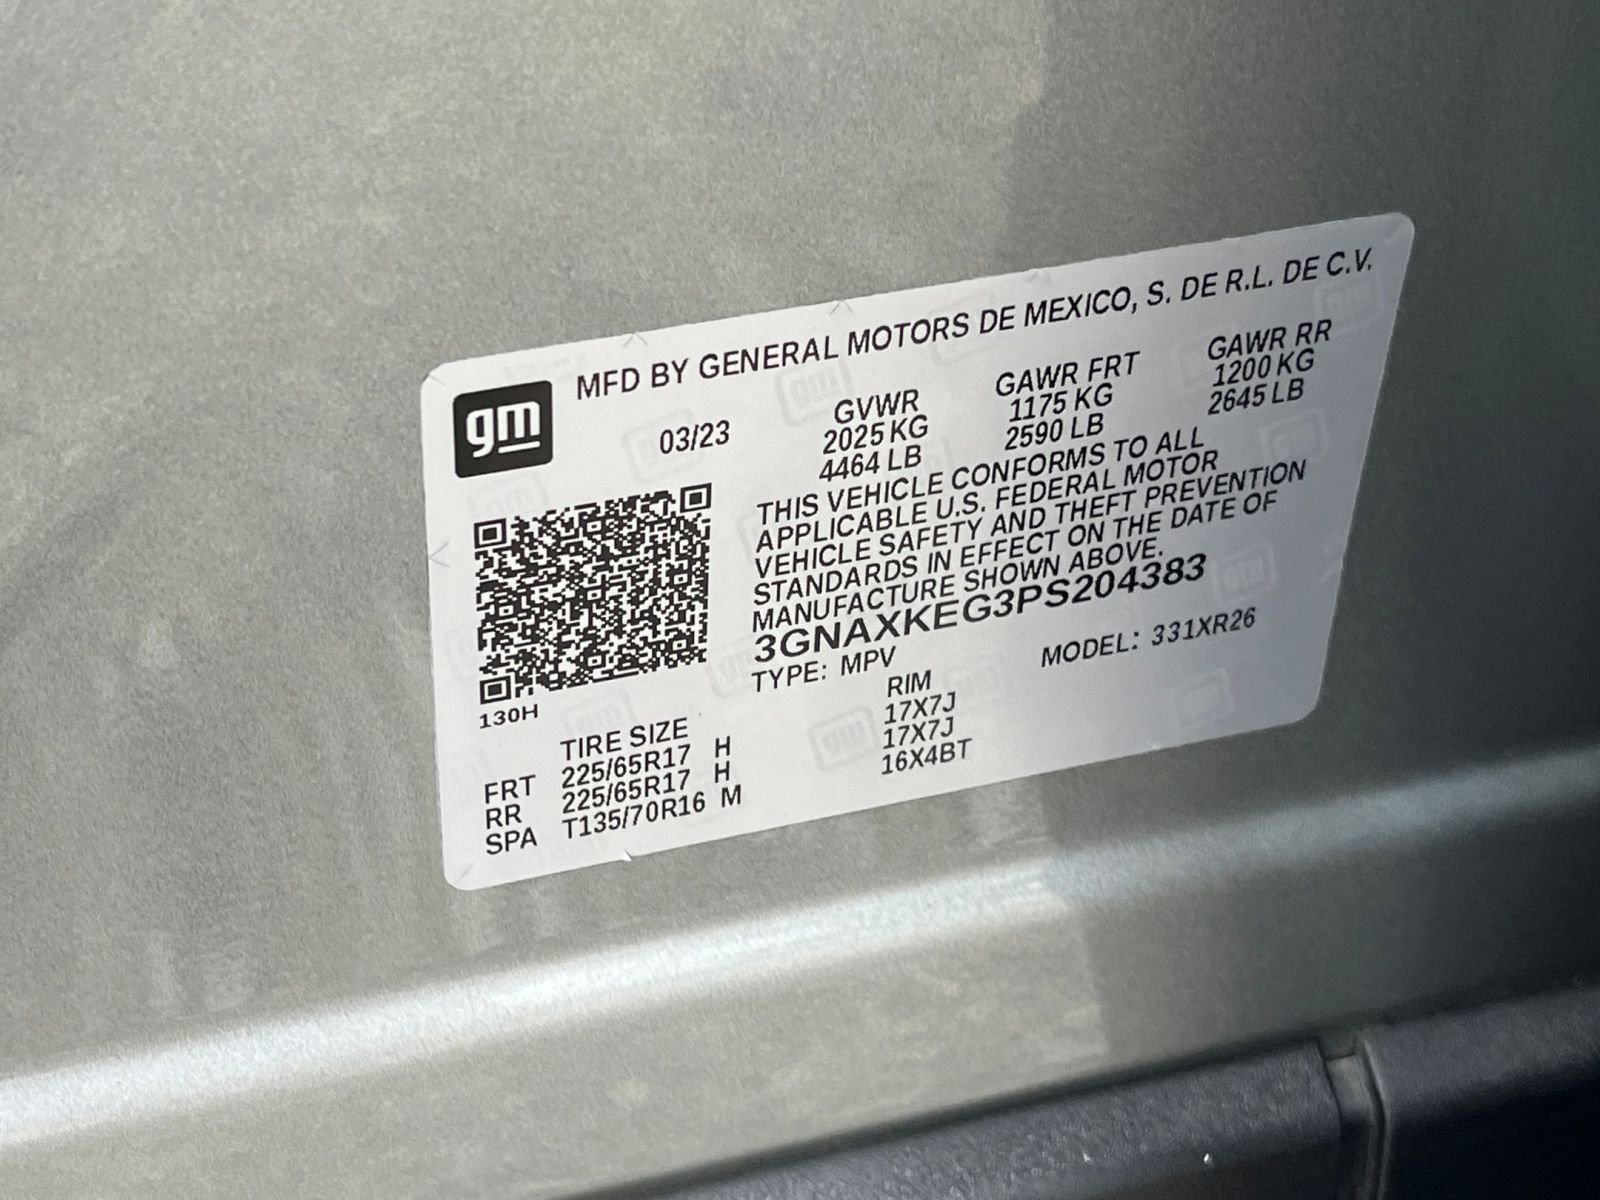 MFD BY GENERAL MOTORS DE MEXICO, S. DE R.L. DE C.V.
gm
03/23
GVWR GAWR FRT GAWR RR
2025 KG 1175 KG 1200 KG
4464 LB 2590 LB 2645 LB
THIS VEHICLE CONFORMS TO ALL
APPLICABLE U.S. FEDERAL MOTOR
VEHICLE SAFETY AND THEFT PREVENTION
STANDARDS IN EFFECT ON THE DATE OF
MANUFACTURE SHOWN ABOVE.
3GNAXKEG3PS204383
TYPE: MPV MODEL: 331XR26
130H
TIRE SIZE RIM
FRT 225/65R17 H 17X7J
RR 225/65R17 H 17X7J
SPA T135/70R16 M 16X4BT